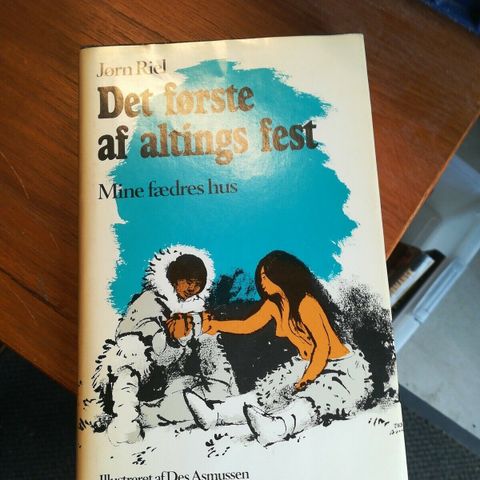 Jørn Riel
Det første
af altings fest
Mine fædres hus
Illustreret af Des Asmussen